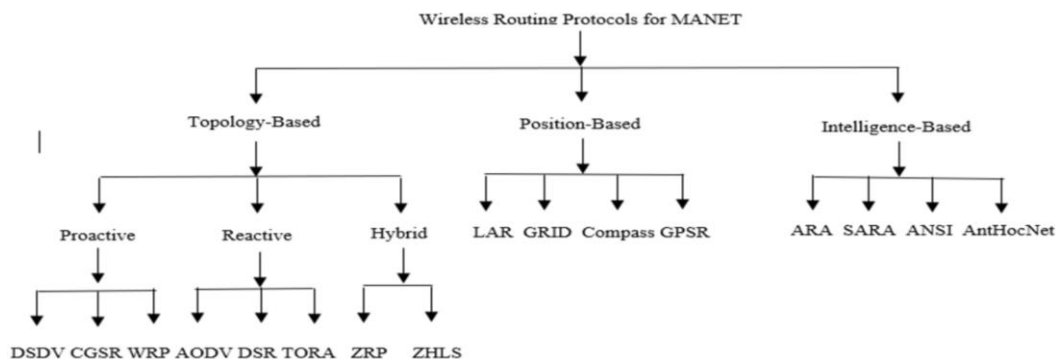 Wireless Routing Protocols for MANET
Topology-Based Position-Based Intelligence-Based
Proactive Reactive Hybrid LAR GRID Compass GPSR ARA SARA ANSI AntHocNet
DSDV CGSR WRP AODV DSR TORA ZRP ZHLS